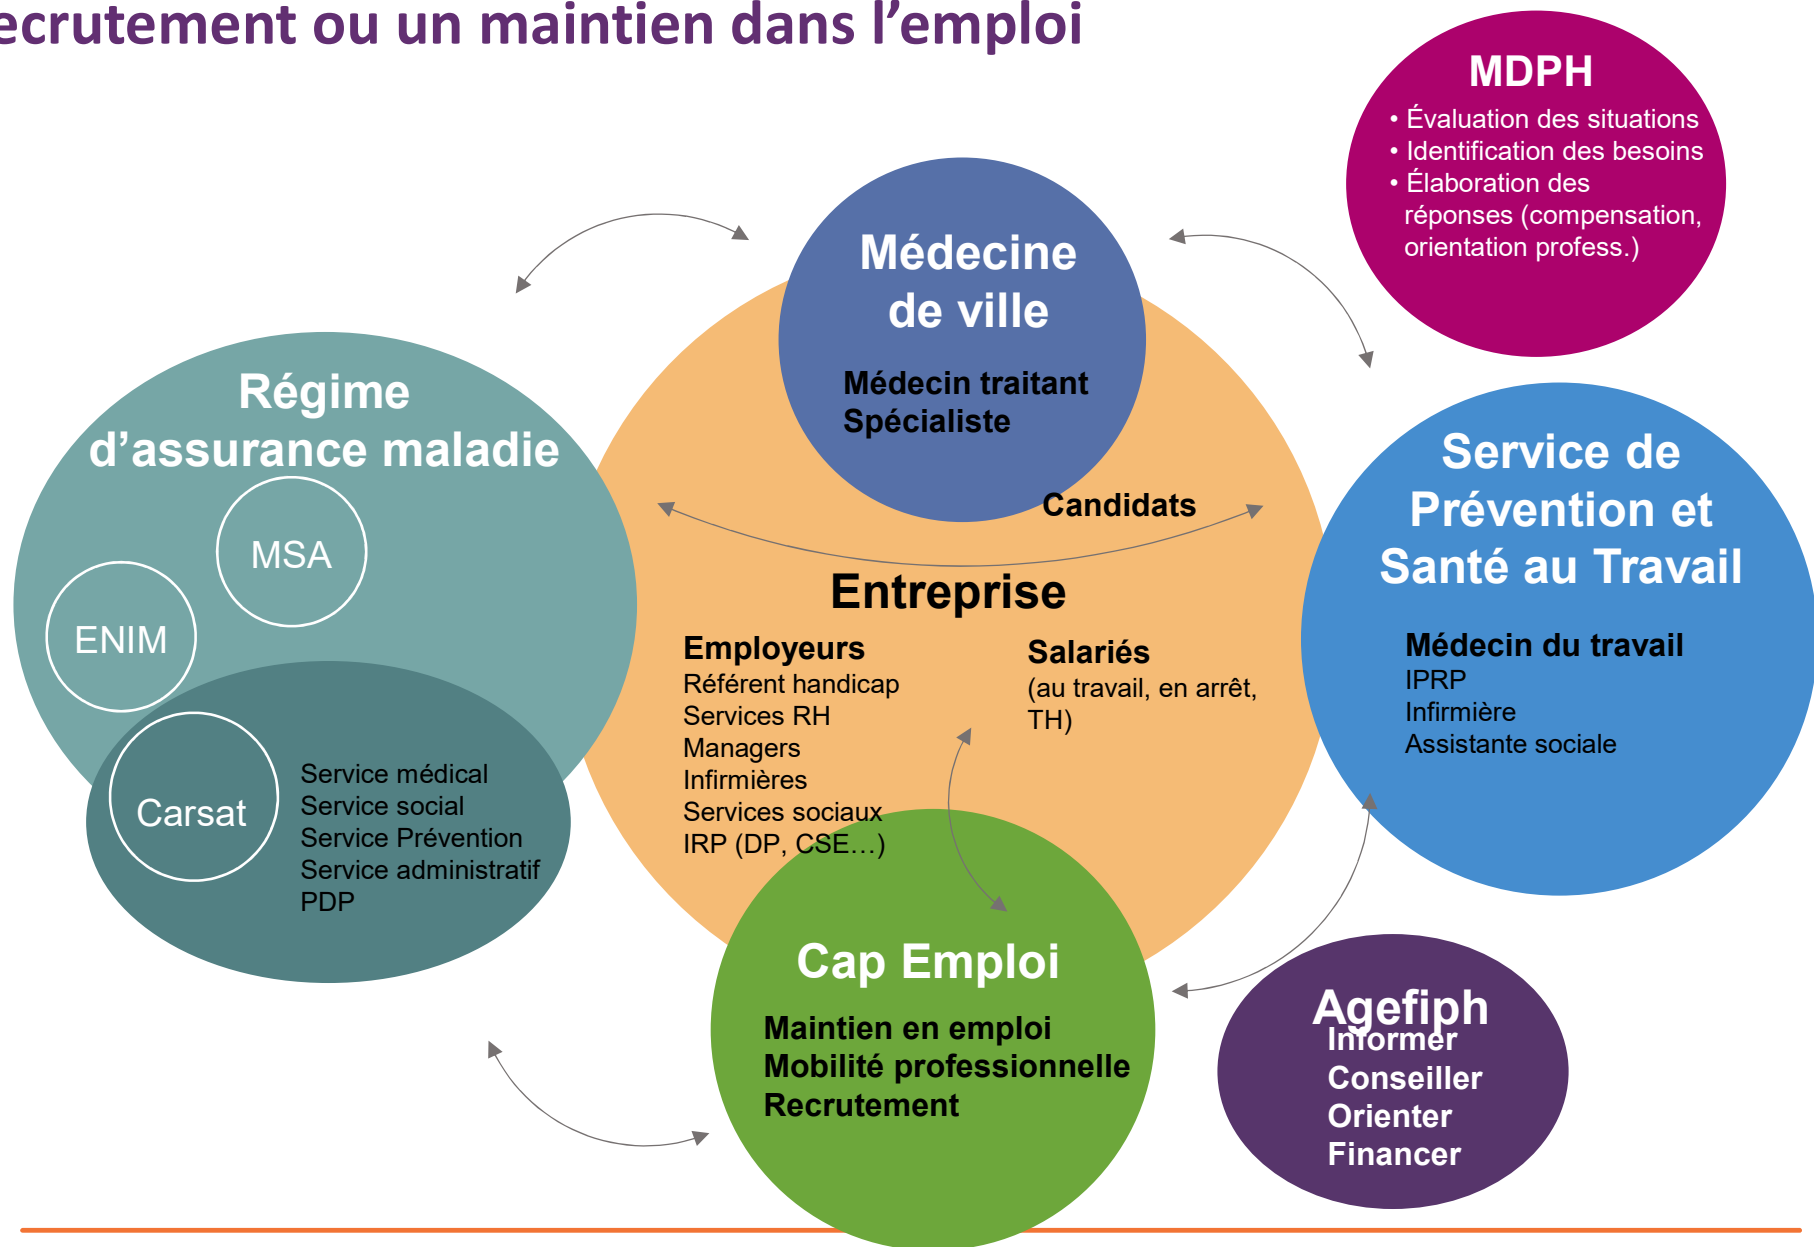 ecrutement ou un maintien dans l’emploi
MDPH
• Évaluation des situations
• Identification des besoins
• Élaboration des
réponses (compensation,
orientation profess.)
Médecine
de ville
Médecin traitant
Spécialiste
Régime
d’assurance maladie
MSA
ENIM
Carsat
Service médical
Service social
Service Prévention
Service administratif
PDP
Candidats
Entreprise
Employeurs
Référent handicap
Services RH
Managers
Infirmières
Services sociaux
IRP (DP, CSE…)
Salariés
(au travail, en arrêt,
TH)
Service de
Prévention et
Santé au Travail
Médecin du travail
IPRP
Infirmière
Assistante sociale
Cap Emploi
Maintien en emploi
Mobilité professionnelle
Recrutement
Agefiph
Informer
Conseiller
Orienter
Financer